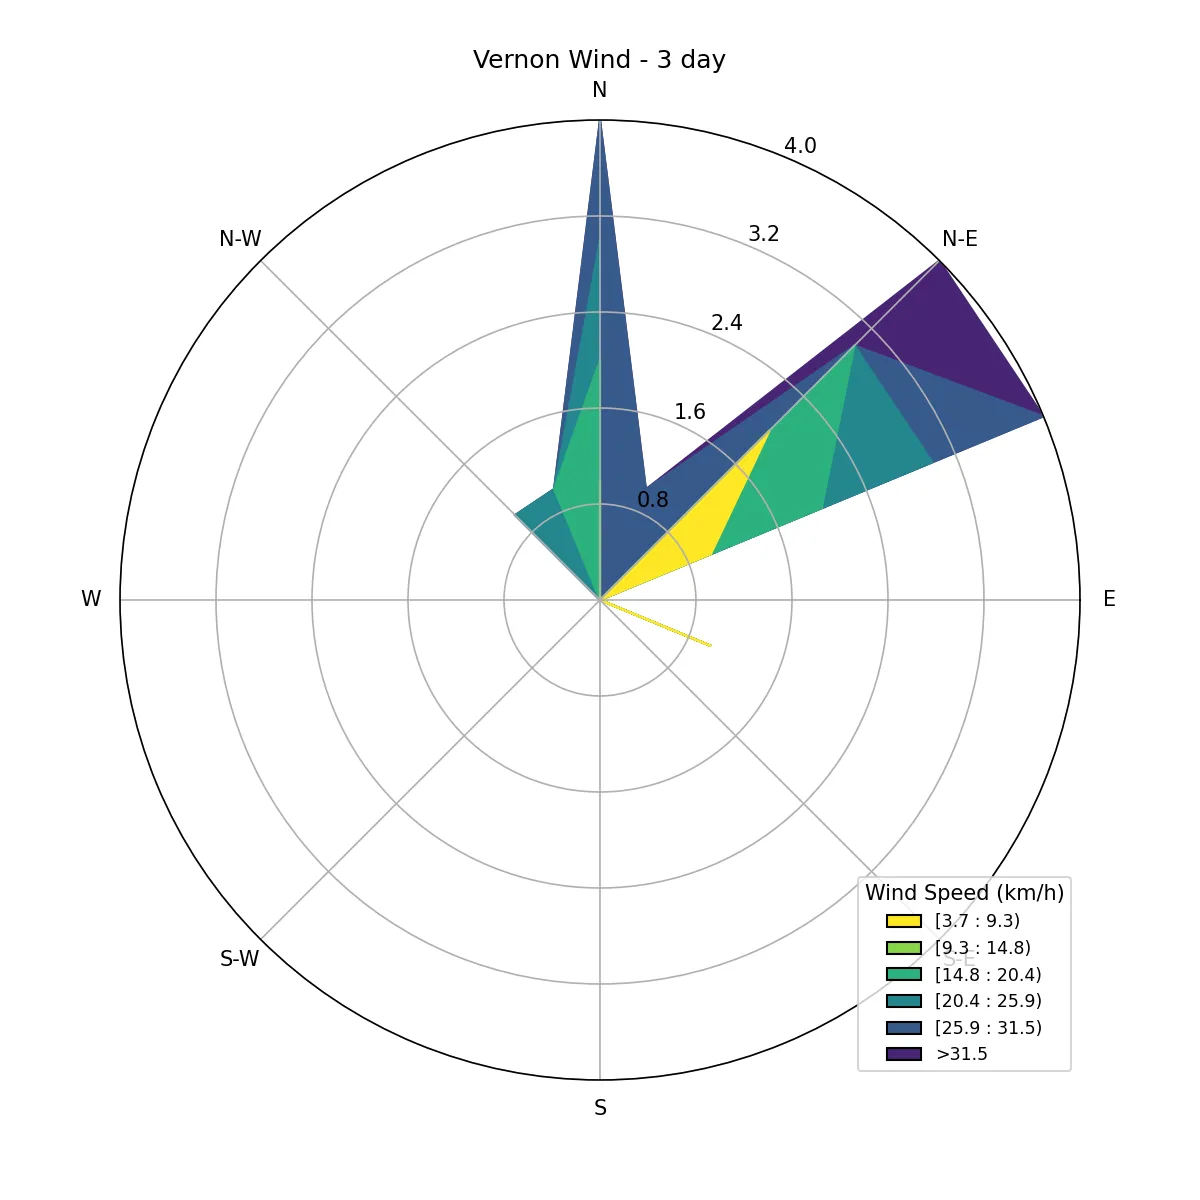 Vernon Wind - 3 day
N
4.0
N-W
3.2
N-E
2.4
1.6
0.8
W
E
Wind Speed (km/h)
[3.7 : 9.3)
[9.3 : 14.8)
S-W
S-E
[14.8 : 20.4)
[20.4 : 25.9)
[25.9 : 31.5)
>31.5
S